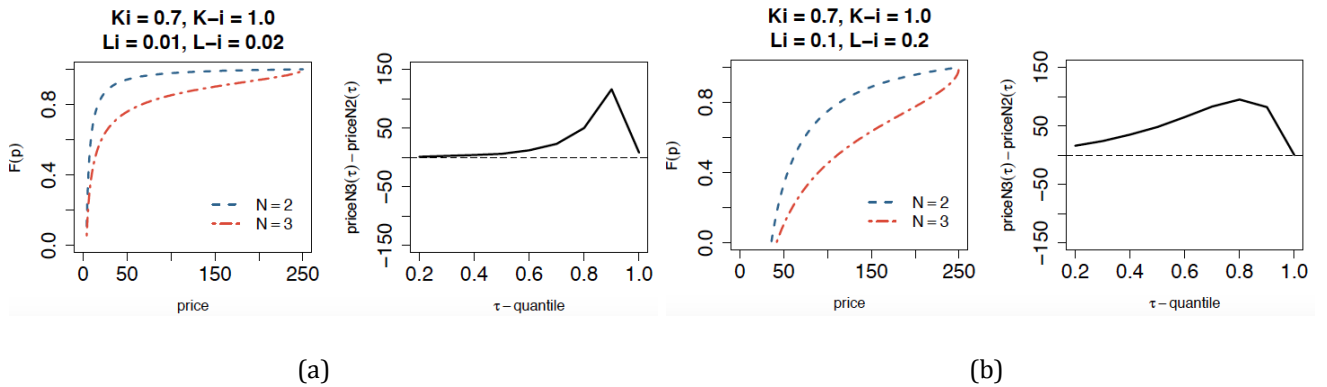 Ki = 0.7, K−i = 1.0
Li = 0.01, L−i = 0.02
F(p)
0.0 0.4 0.8
N = 2
N = 3
0 50 150 250
price
priceN3(τ)−priceN2(τ)
−150 −50 50 150
0.2 0.4 0.6 0.8 1.0
τ − quantile
(a)
Ki = 0.7, K−i = 1.0
Li = 0.1, L−i = 0.2
F(p)
0.0 0.4 0.8
N = 2
N = 3
0 50 150 250
price
priceN3(τ)−priceN2(τ)
−150 −50 50 150
0.2 0.4 0.6 0.8 1.0
τ − quantile
(b)